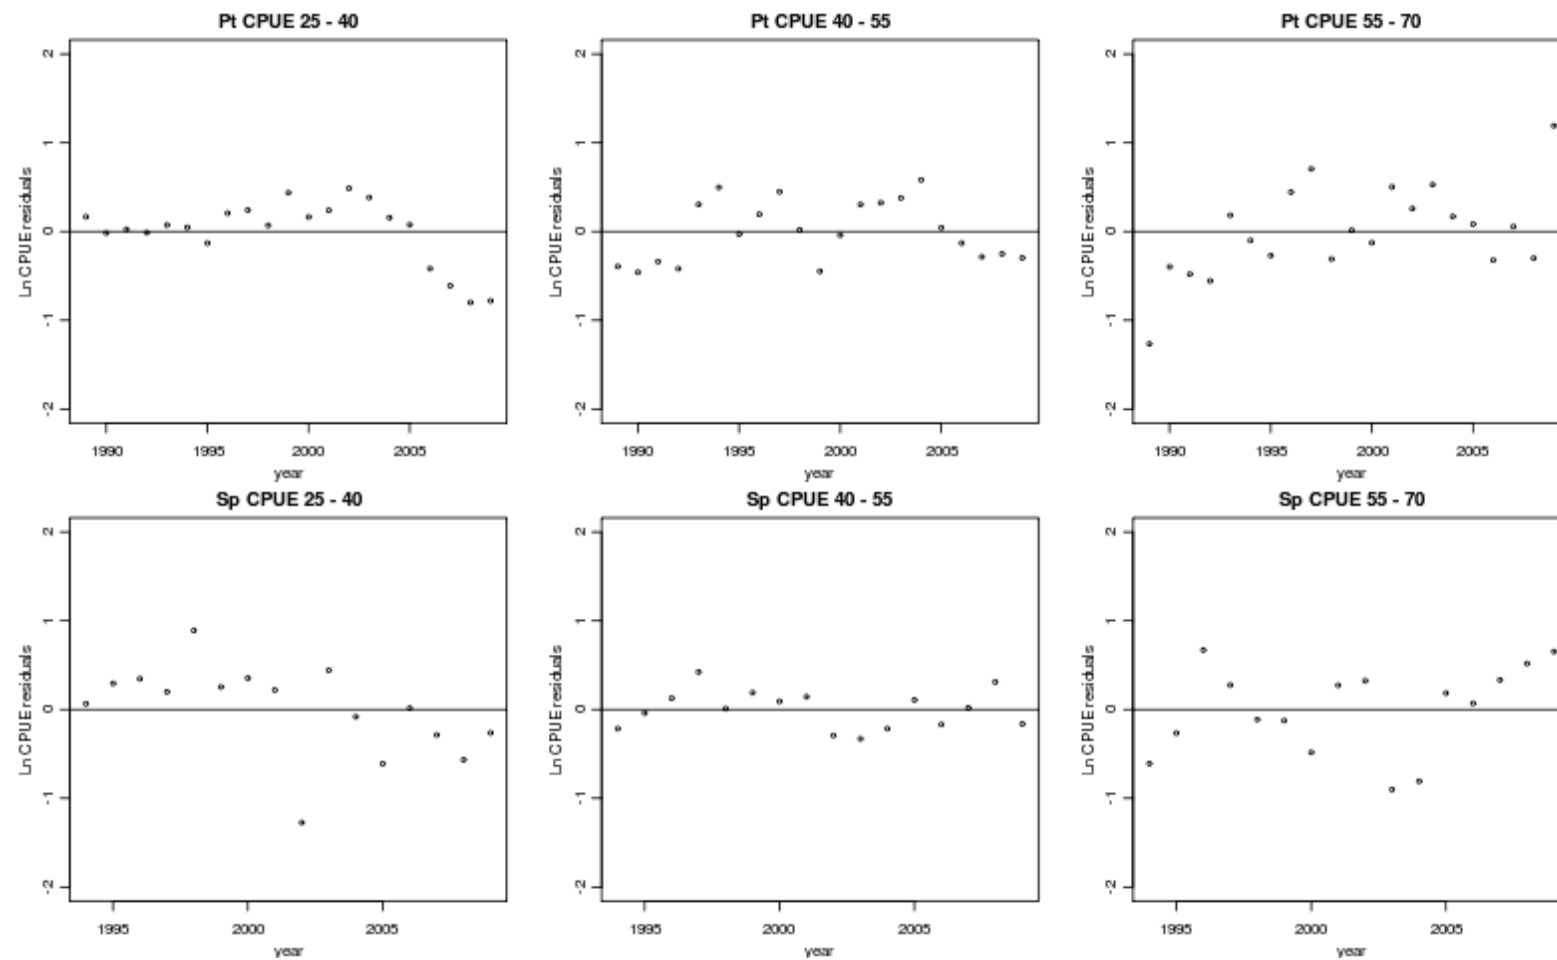 Pt CPUE 25 - 40
Pt CPUE 40 - 55
Pt CPUE 55 - 70
Ln CPUE residuals
2
1
0
-1
-2
1990 1995 2000 2005
year
Ln CPUE residuals
2
1
0
-1
-2
1990 1995 2000 2005
year
Ln CPUE residuals
2
1
0
-1
-2
1990 1995 2000 2005
year
Sp CPUE 25 - 40
Sp CPUE 40 - 55
Sp CPUE 55 - 70
Ln CPUE residuals
2
1
0
-1
-2
1995 2000 2005
year
Ln CPUE residuals
2
1
0
-1
-2
1995 2000 2005
year
Ln CPUE residuals
2
1
0
-1
-2
1995 2000 2005
year